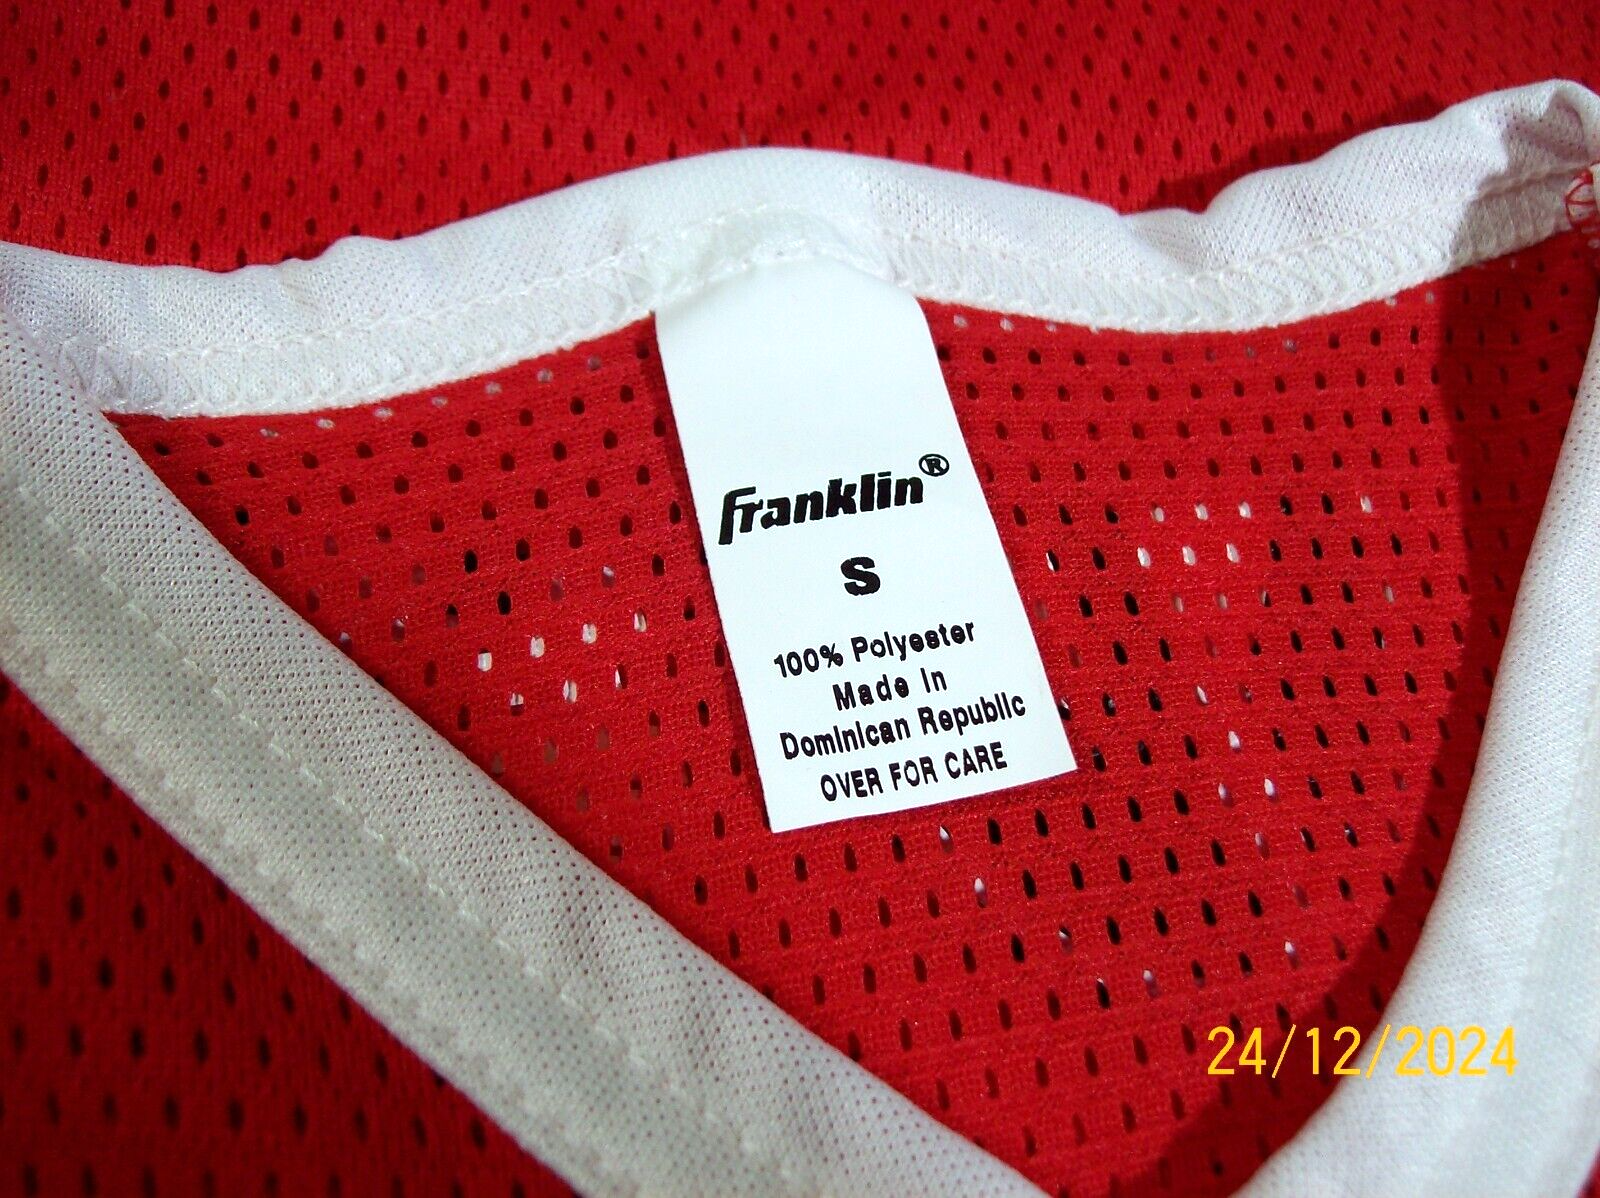 Franklin®
S
100% Polyester
Made In
Dominican Republic
OVER FOR CARE
24/12/2024